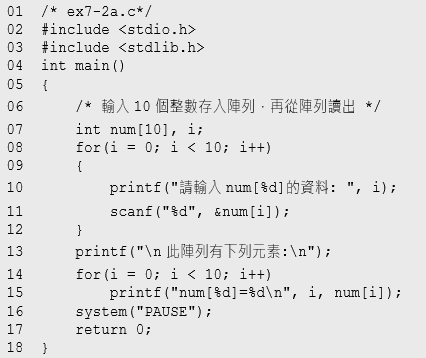 01 /* ex7-2a.c*/
02 #include <stdio.h>
03 #include <stdlib.h>
04 int main()
05 {
06     /* 輸入 10 個整數存入陣列，再從陣列讀出 */
07     int num[10], i;
08     for(i = 0; i < 10; i++)
09     {
10         printf("請輸入 num[%d]的資料: ", i);
11         scanf("%d", &num[i]);
12     }
13     printf("\n 此陣列有下列元素:\n");
14     for(i = 0; i < 10; i++)
15         printf("num[%d]=%d\n", i, num[i]);
16     system("PAUSE");
17     return 0;
18 }